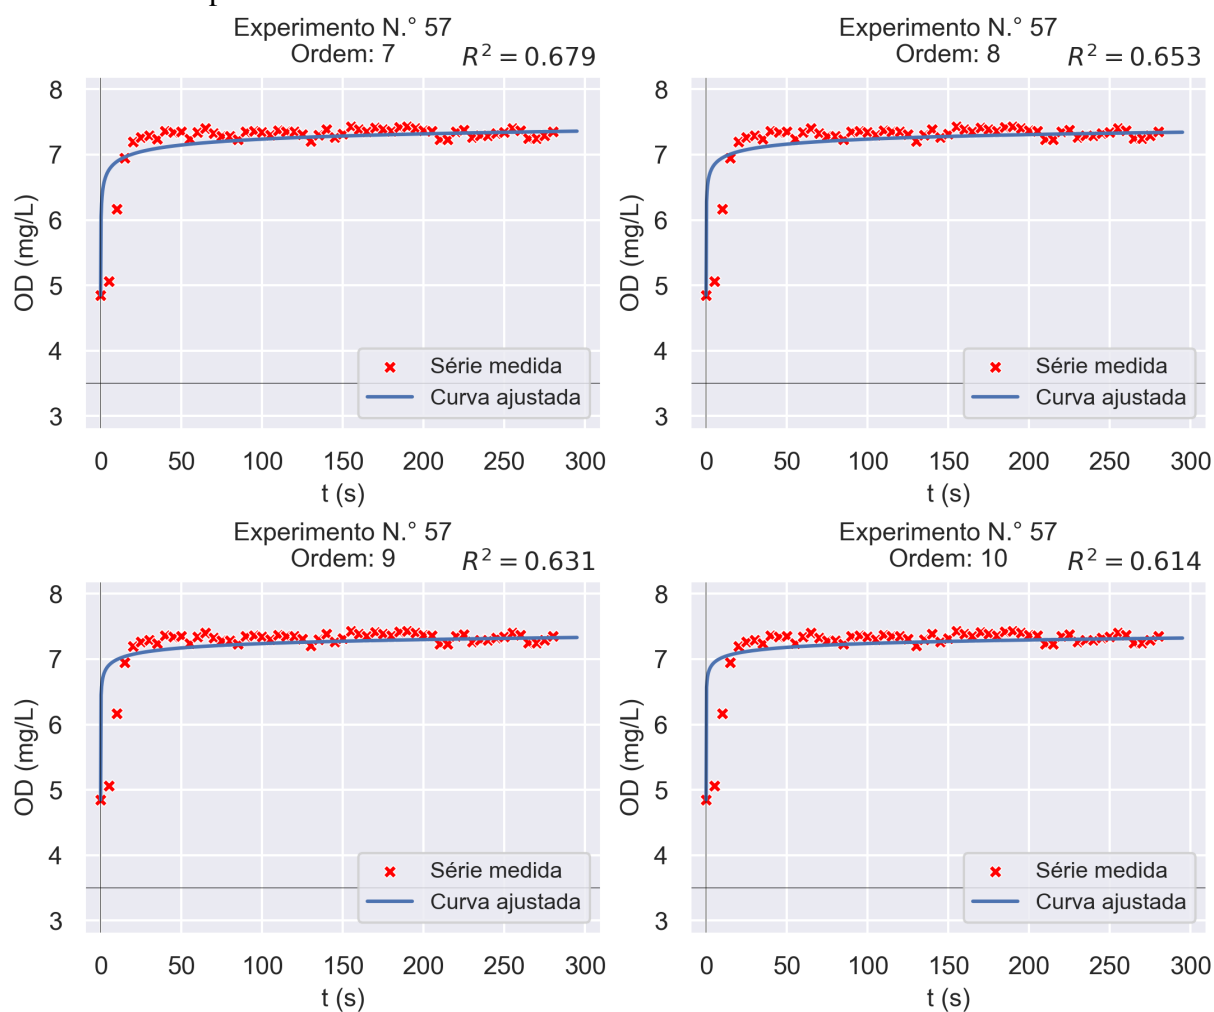 Experimento N.° 57
Ordem: 7
R² = 0.679
8
7
6
5
4
3
OD (mg/L)
Série medida
Curva ajustada
0 50 100 150 200 250 300
t (s)
Experimento N.° 57
Ordem: 8
R² = 0.653
8
7
6
5
4
3
OD (mg/L)
Série medida
Curva ajustada
0 50 100 150 200 250 300
t (s)
Experimento N.° 57
Ordem: 9
R² = 0.631
8
7
6
5
4
3
OD (mg/L)
Série medida
Curva ajustada
0 50 100 150 200 250 300
t (s)
Experimento N.° 57
Ordem: 10
R² = 0.614
8
7
6
5
4
3
OD (mg/L)
Série medida
Curva ajustada
0 50 100 150 200 250 300
t (s)